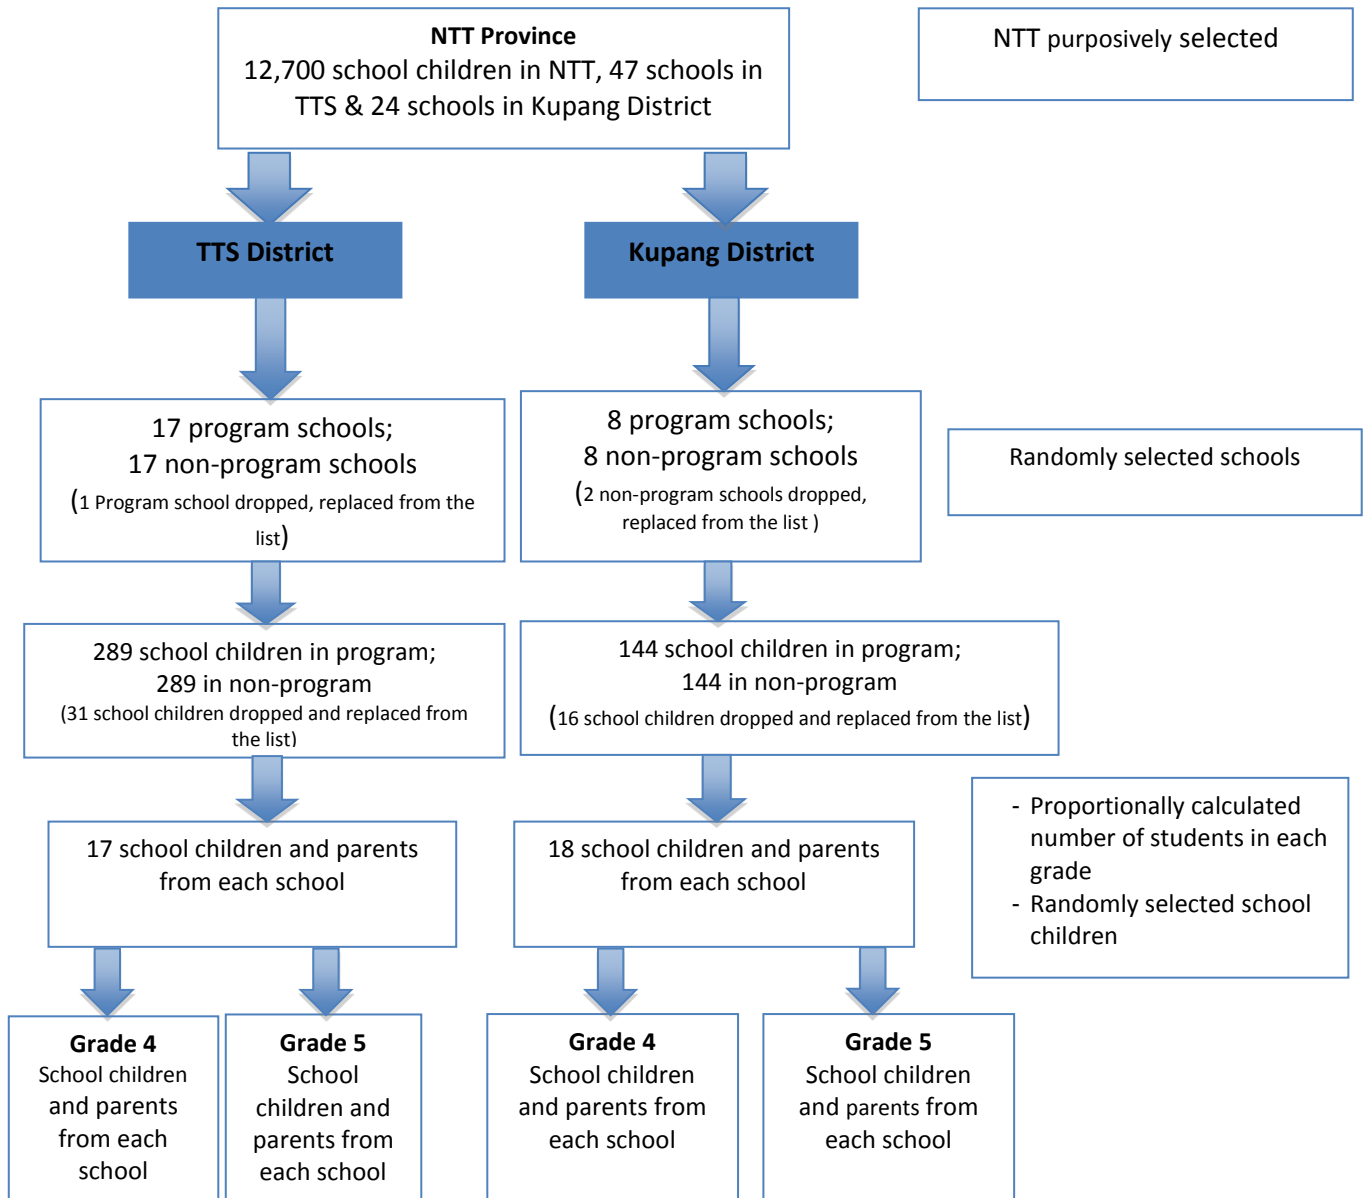 NTT Province
12,700 school children in NTT, 47 schools in
TTS & 24 schools in Kupang District
NTT purposively selected
TTS District
Kupang District
17 program schools;
17 non-program schools
(1 Program school dropped, replaced from the
list)
8 program schools;
8 non-program schools
(2 non-program schools dropped,
replaced from the list )
Randomly selected schools
289 school children in program;
289 in non-program
(31 school children dropped and replaced from
the list)
144 school children in program;
144 in non-program
(16 school children dropped and replaced from the list)
17 school children and parents
from each school
18 school children and parents
from each school
- Proportionally calculated
number of students in each
grade
- Randomly selected school
children
Grade 4
School children
and parents
from each
school
Grade 5
School
children and
parents from
each school
Grade 4
School children
and parents from
each school
Grade 5
School children
and parents from
each school